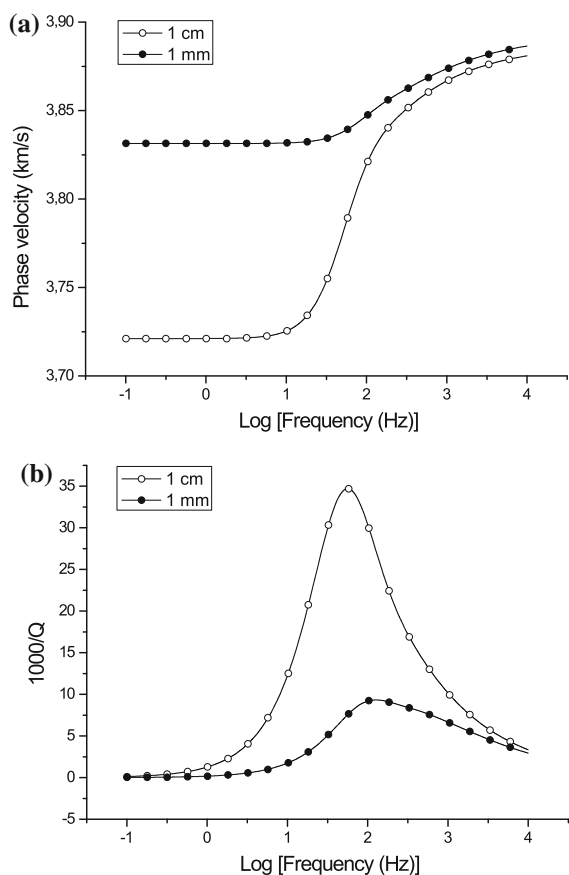 (a)
1 cm
1 mm
3,90
3,85
3,80
3,75
3,70
Phase velocity (km/s)
-1 0 1 2 3 4
Log [Frequency (Hz)]
(b)
1 cm
1 mm
35
30
25
20
15
10
5
0
-5
1000/Q
-1 0 1 2 3 4
Log [Frequency (Hz)]